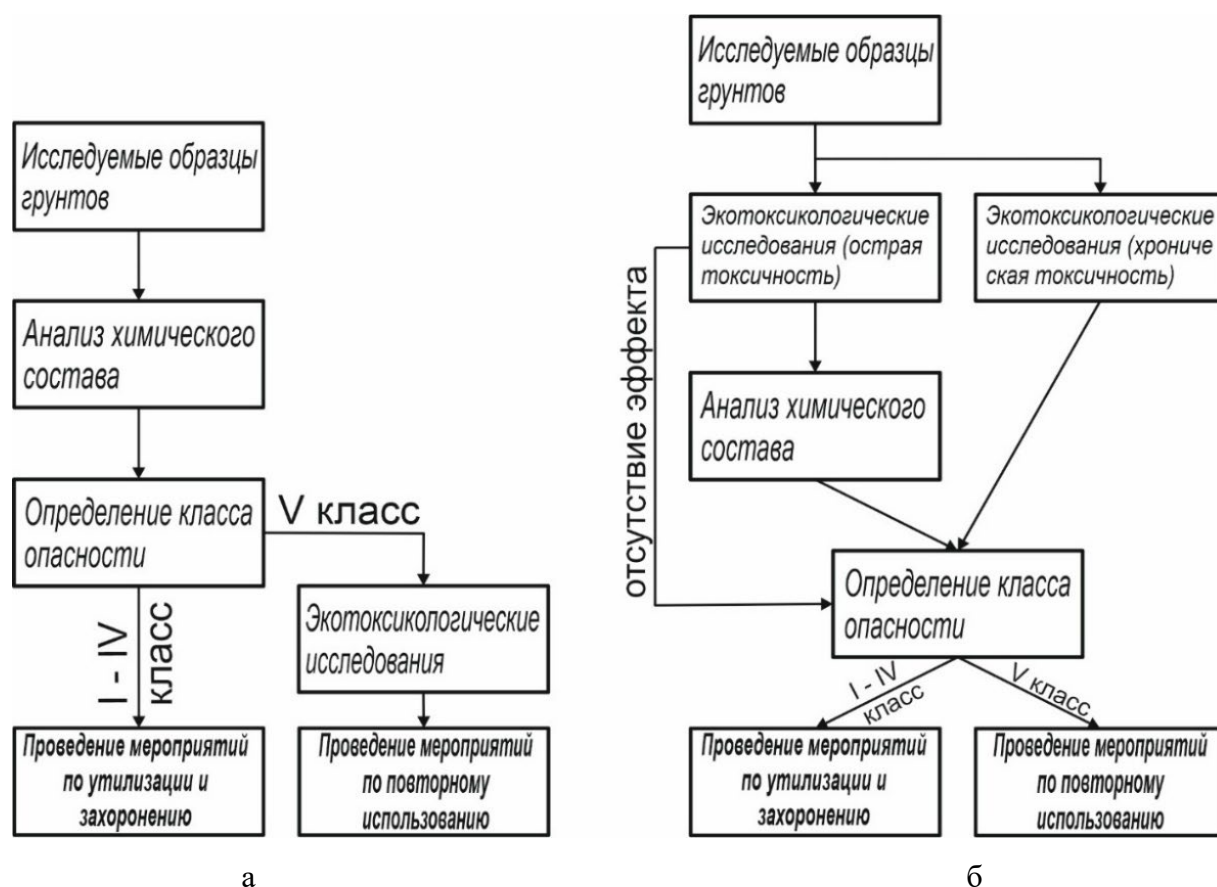 Исследуемые образцы
грунтов
Анализ химического
состава
Определение класса
опасности
V класс
I - IV
класс
Экотоксикологические
исследования
Проведение мероприятий
по утилизации и
захоронению
Проведение мероприятий
по повторному
использованию
а
Исследуемые образцы
грунтов
Экотоксикологические
исследования (острая
токсичность)
Экотоксикологические
исследования (хрониче
ская токсичность)
отсутствие эффекта
Анализ химического
состава
Определение класса
опасности
I - IV
класс
V класс
Проведение мероприятий
по утилизации и
захоронению
Проведение мероприятий
по повторному
использованию
б